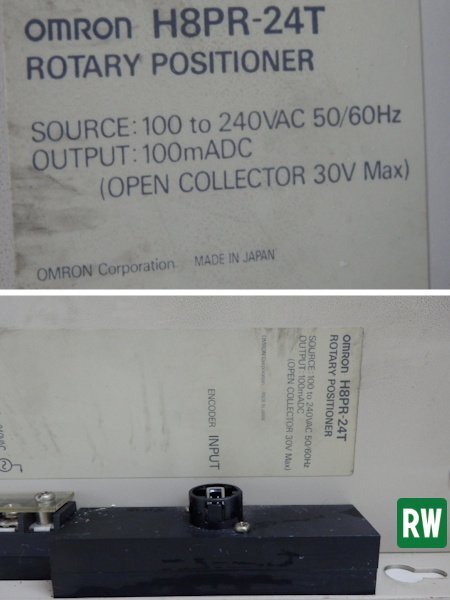 omron H8PR-24T
ROTARY POSITIONER
SOURCE: 100 to 240VAC 50/60Hz
OUTPUT: 100mADC
(OPEN COLLECTOR 30V Max)
OMRON Corporation MADE IN JAPAN
omron H8PR-24T
ROTARY POSITIONER
SOURCE: 100 to 240VAC 50/60Hz
OUTPUT: 100mADC
(OPEN COLLECTOR 30V Max)
OMRON Corporation
ENCODER INPUT
RW